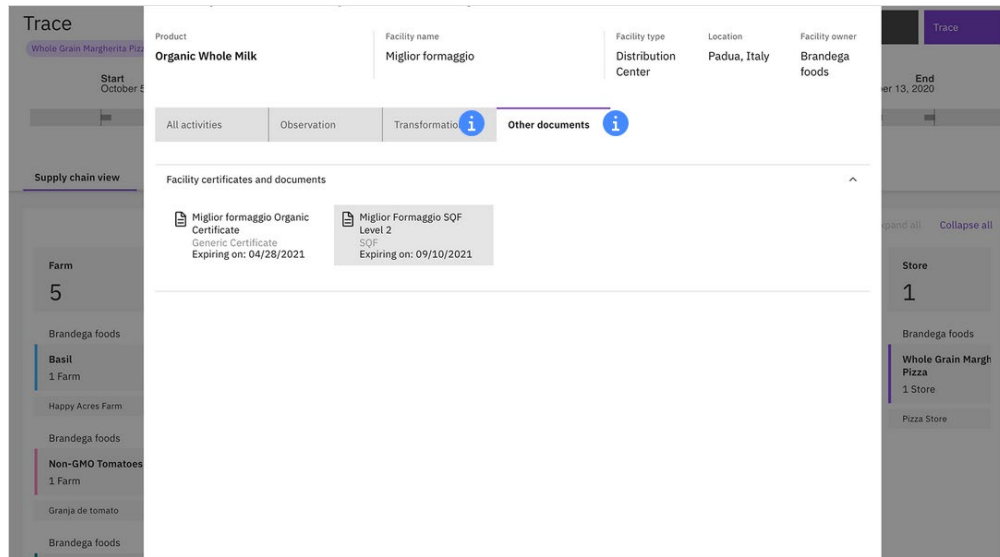 Trace
Trace
Whole Grain Margherita Pizz
Start
October 5
End
er 13, 2020
Product
Organic Whole Milk
Facility name
Miglior formaggio
Facility type
Distribution
Center
Location
Padua, Italy
Facility owner
Brandega
foods
All activities
Observation
Transformatio
Other documents
Supply chain view
Facility certificates and documents
Miglior formaggio Organic
Certificate
Generic Certificate
Expiring on: 04/28/2021
Miglior Formaggio SQF
Level 2
SQF
Expiring on: 09/10/2021
xpand all
Collapse all
Farm
5
Brandega foods
Basil
1 Farm
Happy Acres Farm
Brandega foods
Non-GMO Tomatoes
1 Farm
Granja de tomato
Brandega foods
Store
1
Brandega foods
Whole Grain Margh
Pizza
1 Store
Pizza Store